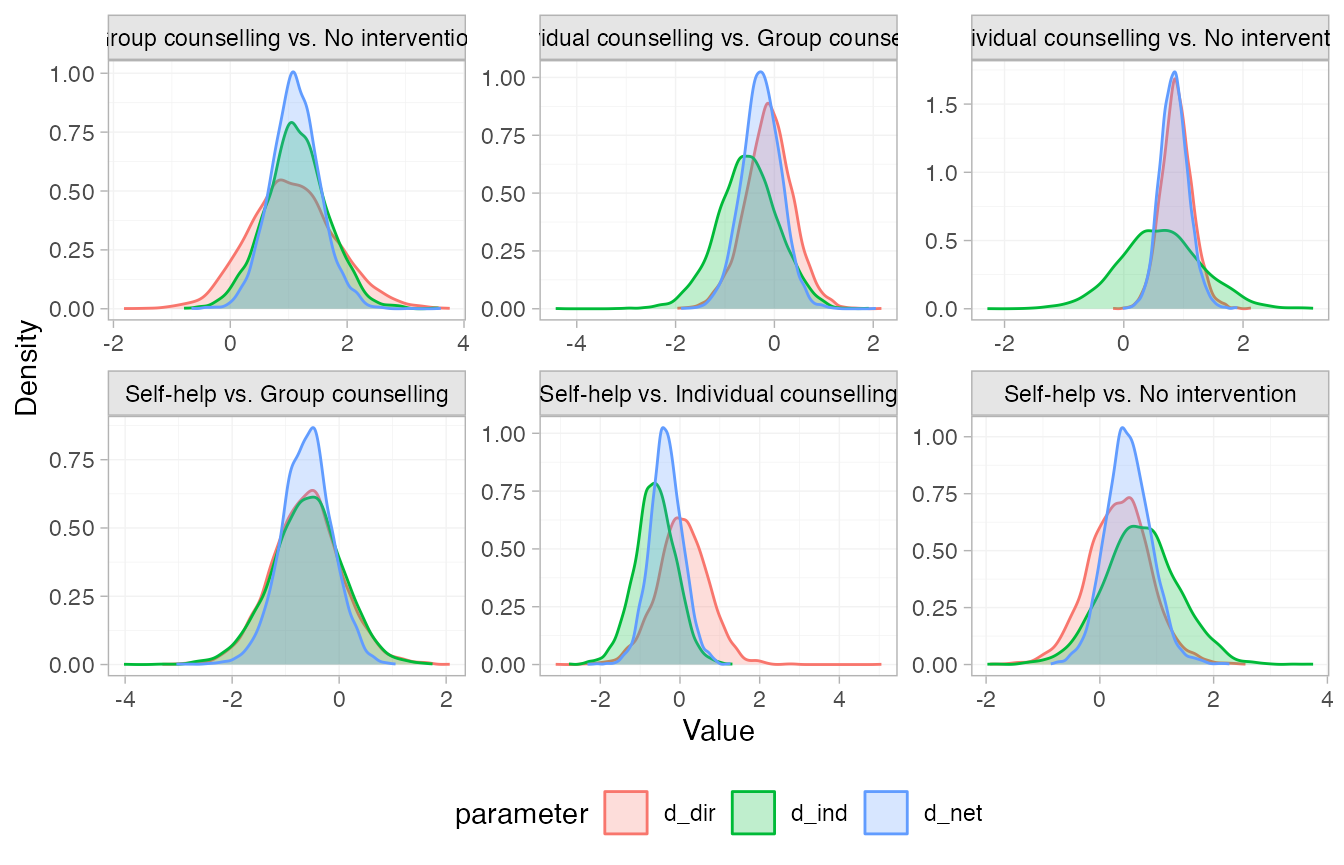 roup counselling vs. No interventio
vidual counselling vs. Group counse
ividual counselling vs. No intervent
1.00
0.75
0.50
0.25
0.00
-2 0 2 4
1.00
0.75
0.50
0.25
0.00
-4 -2 0 2
1.5
1.0
0.5
0.0
-2 0 2
Density
Self-help vs. Group counselling
Self-help vs. Individual counselling
Self-help vs. No intervention
0.75
0.50
0.25
0.00
-4 -2 0 2
1.00
0.75
0.50
0.25
0.00
-2 0 2 4
1.00
0.75
0.50
0.25
0.00
-2 0 2 4
Value
parameter d_dir d_ind d_net